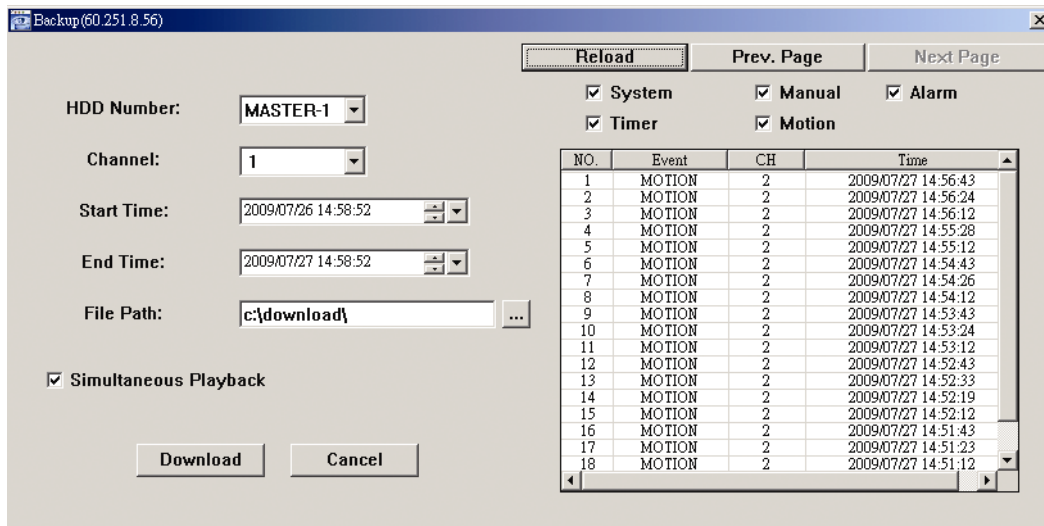 Backup(60.251.8.56)
Reload Prev. Page Next Page
System Manual Alarm
Timer Motion
HDD Number: MASTER-1
Channel: 1
Start Time: 2009/07/26 14:58:52
End Time: 2009/07/27 14:58:52
File Path: c:\download\ ...
Simultaneous Playback
Download Cancel
NO. Event CH Time
1 MOTION 2 2009/07/27 14:56:43
2 MOTION 2 2009/07/27 14:56:24
3 MOTION 2 2009/07/27 14:56:12
4 MOTION 2 2009/07/27 14:55:28
5 MOTION 2 2009/07/27 14:55:12
6 MOTION 2 2009/07/27 14:54:43
7 MOTION 2 2009/07/27 14:54:26
8 MOTION 2 2009/07/27 14:54:12
9 MOTION 2 2009/07/27 14:53:43
10 MOTION 2 2009/07/27 14:53:24
11 MOTION 2 2009/07/27 14:53:12
12 MOTION 2 2009/07/27 14:52:43
13 MOTION 2 2009/07/27 14:52:33
14 MOTION 2 2009/07/27 14:52:19
15 MOTION 2 2009/07/27 14:52:12
16 MOTION 2 2009/07/27 14:51:43
17 MOTION 2 2009/07/27 14:51:23
18 MOTION 2 2009/07/27 14:51:12